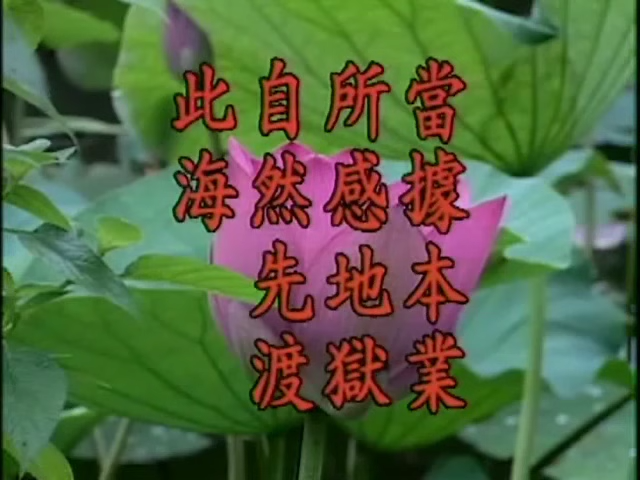 當據本業
所感地獄
自然先渡
此海